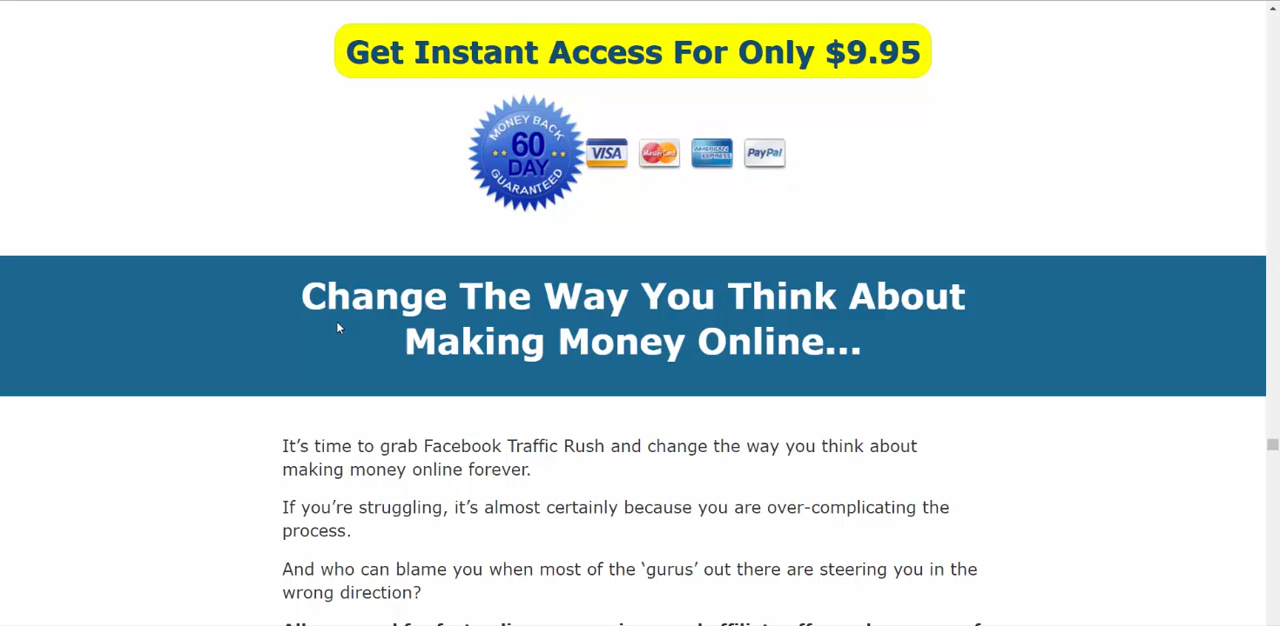 Get Instant Access For Only $9.95
MONEY BACK
60
DAY
GUARANTEED
VISA
MasterCard
AMERICAN EXPRESS
PayPal
Change The Way You Think About
Making Money Online...
It’s time to grab Facebook Traffic Rush and change the way you think about
making money online forever.
If you’re struggling, it’s almost certainly because you are over-complicating the
process.
And who can blame you when most of the ‘gurus’ out there are steering you in the
wrong direction?